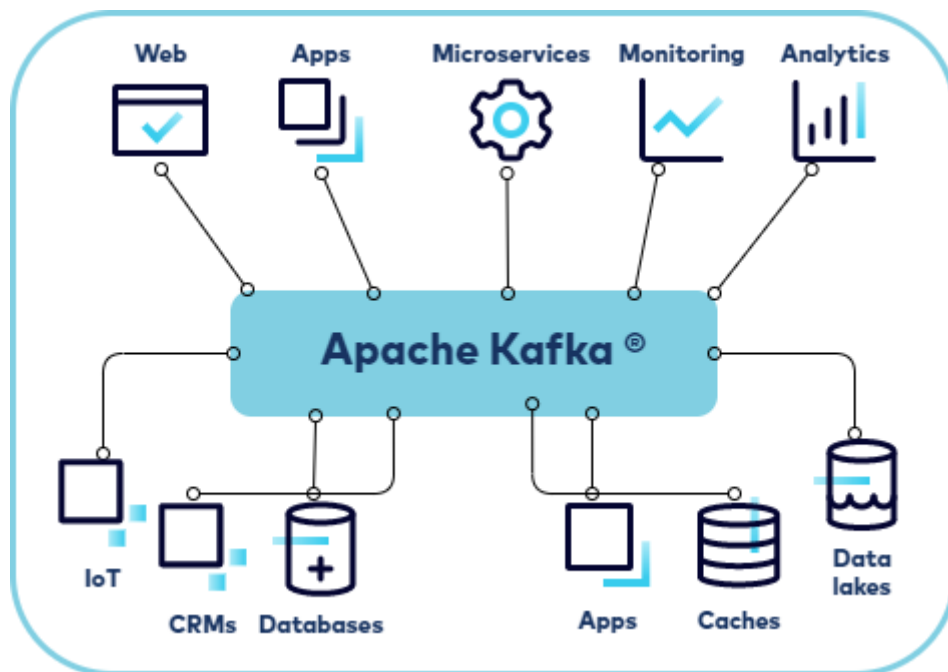 Web
Apps
Microservices
Monitoring
Analytics
Apache Kafka ®
IoT
CRMs
Databases
Apps
Caches
Data
lakes